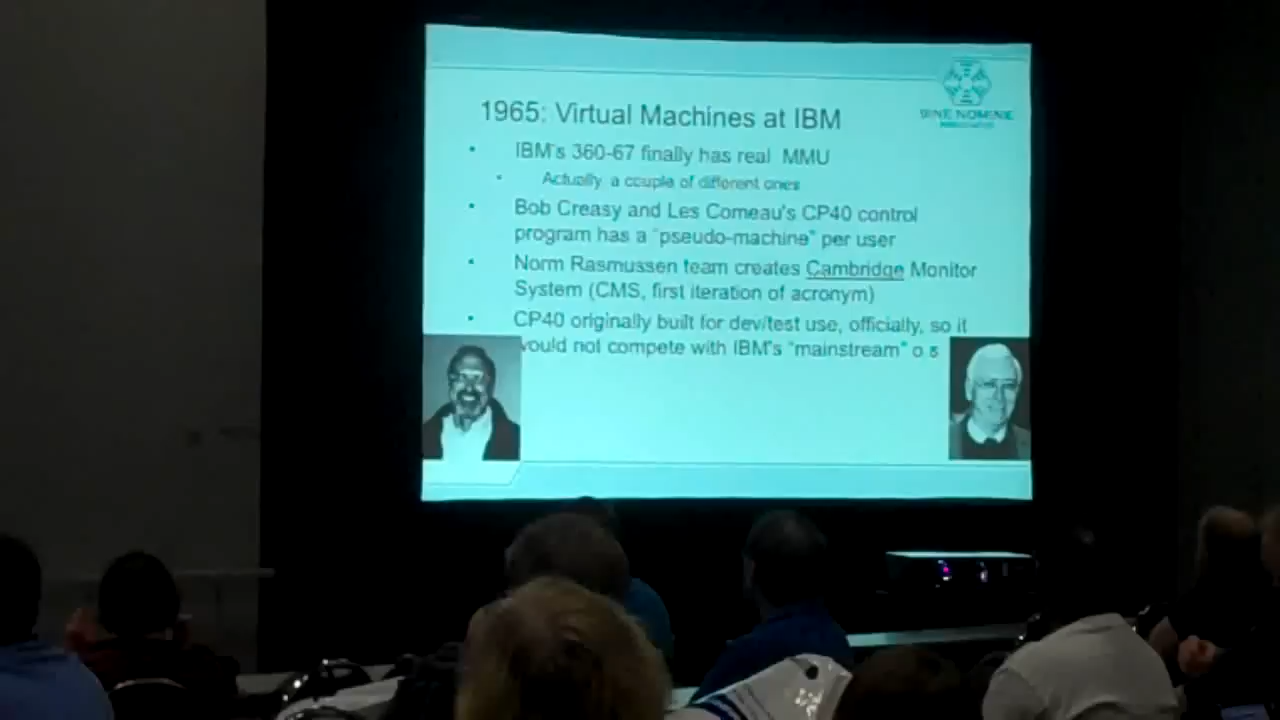 SINE NOMINE
ASSOCIATES
1965: Virtual Machines at IBM
• IBM's 360-67 finally has real MMU
• Actually a couple of different ones
• Bob Creasy and Les Comeau's CP40 control
program has a "pseudo-machine" per user
• Norm Rasmussen team creates Cambridge Monitor
System (CMS, first iteration of acronym)
• CP40 originally built for dev/test use, officially, so it
would not compete with IBM's "mainstream" o s